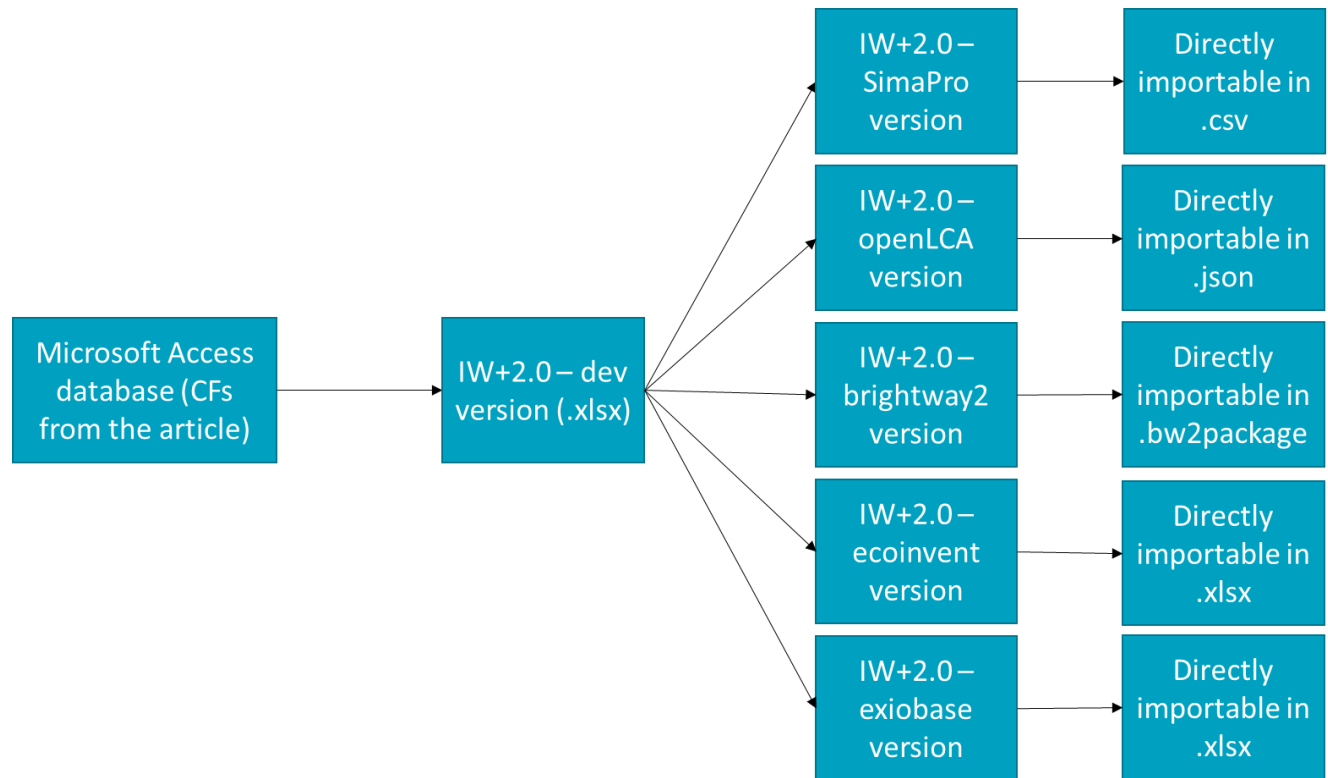 Microsoft Access
database (CFs
from the article)
IW+2.0 – dev
version (.xlsx)
IW+2.0 –
SimaPro
version
Directly
importable in
.csv
IW+2.0 –
openLCA
version
Directly
importable in
.json
IW+2.0 –
brightway2
version
Directly
importable in
.bw2package
IW+2.0 –
ecoinvent
version
Directly
importable in
.xlsx
IW+2.0 –
exiobase
version
Directly
importable in
.xlsx